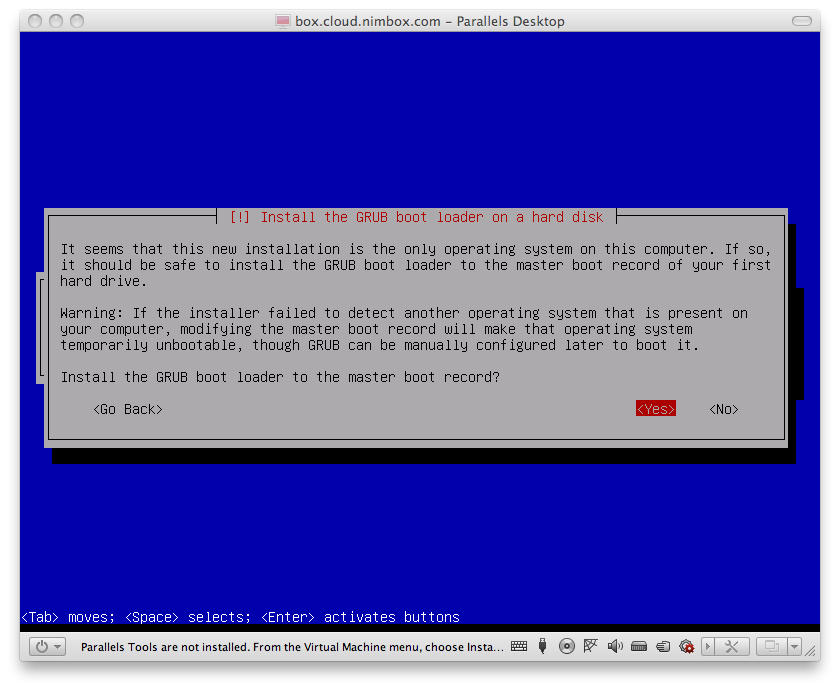 box.cloud.nimbox.com – Parallels Desktop
[!] Install the GRUB boot loader on a hard disk
It seems that this new installation is the only operating system on this computer. If so,
it should be safe to install the GRUB boot loader to the master boot record of your first
hard drive.
Warning: If the installer failed to detect another operating system that is present on
your computer, modifying the master boot record will make that operating system
temporarily unbootable, though GRUB can be manually configured later to boot it.
Install the GRUB boot loader to the master boot record?
<Go Back> <Yes> <No>
<Tab> moves; <Space> selects; <Enter> activates buttons
Parallels Tools are not installed. From the Virtual Machine menu, choose Insta...